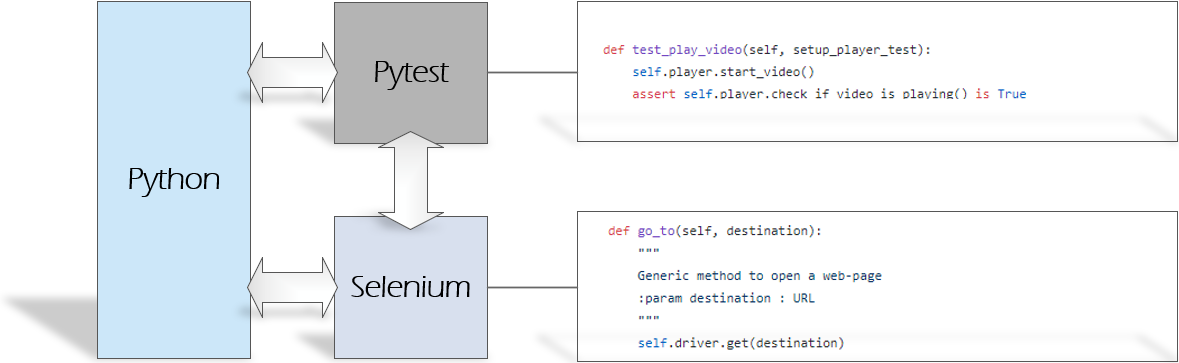 Python
Pytest
Selenium
def test_play_video(self, setup_player_test):
    self.player.start_video()
    assert self.player.check_if_video_is_playing() is True
def go_to(self, destination):
    """
    Generic method to open a web-page
    :param destination : URL
    """
    self.driver.get(destination)